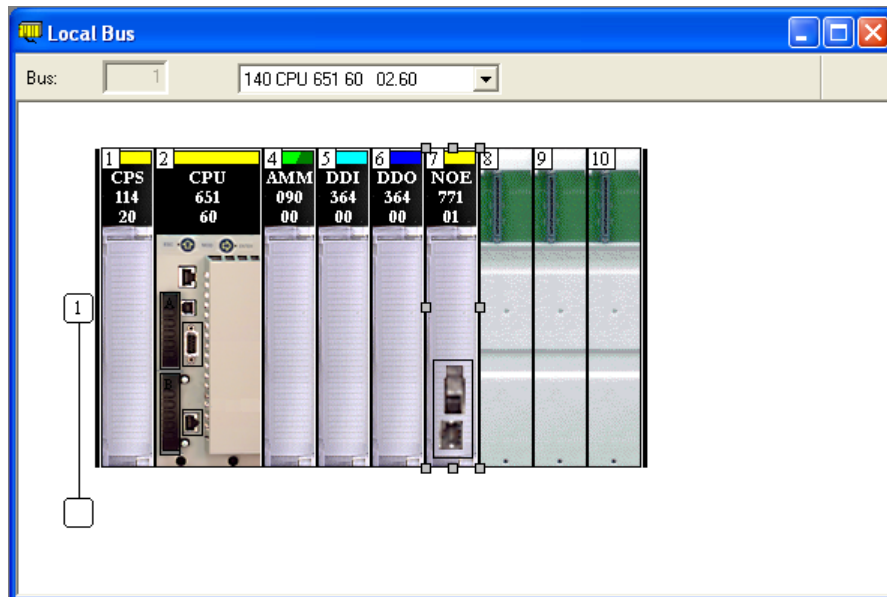 Local Bus
Bus: 1 140 CPU 651 60 02.60
1 2 4 5 6 7 8 9 10
CPS CPU AMM DDI DDO NOE
114 651 090 364 364 771
20 60 00 00 00 01
A
1
B